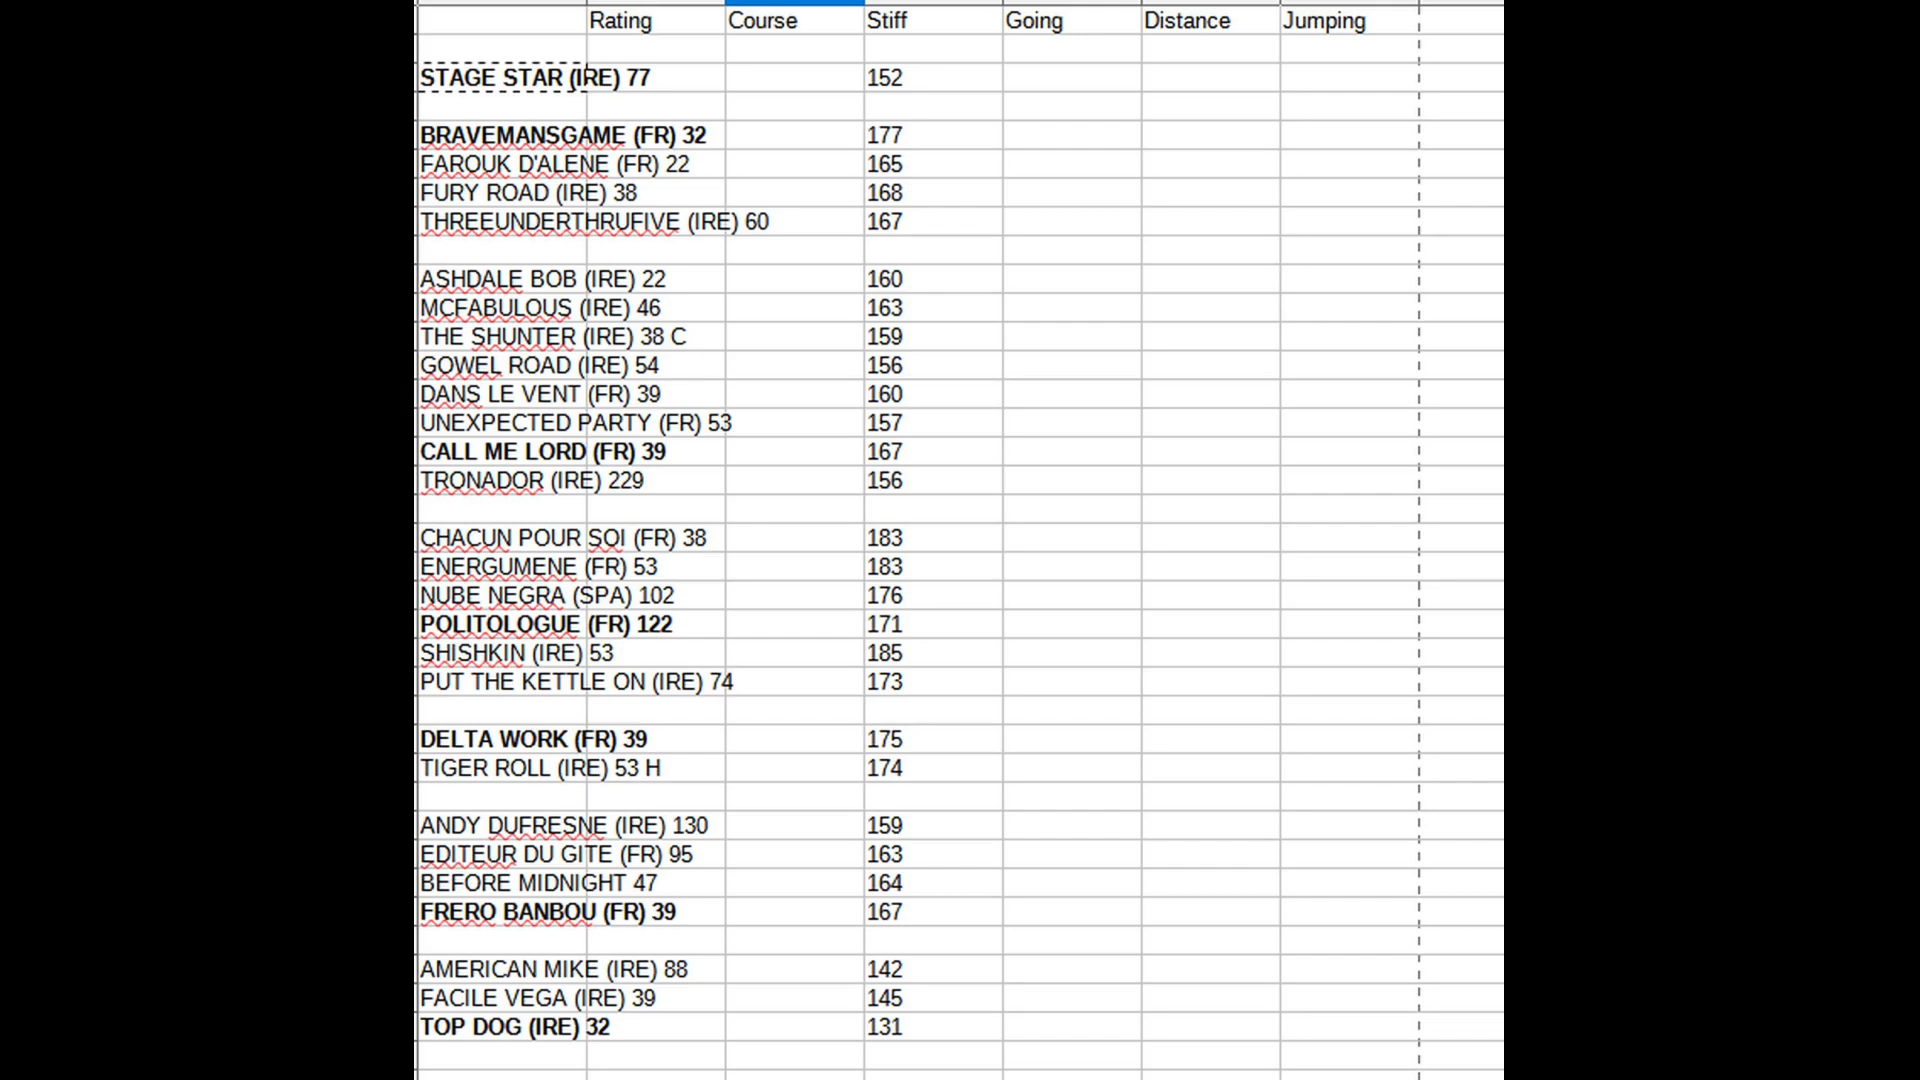 Rating Course Stiff Going Distance Jumping
STAGE STAR (IRE) 77 152
BRAVEMANSGAME (FR) 32 177
FAROUK D'ALENE (FR) 22 165
FURY ROAD (IRE) 38 168
THREEUNDERTHRUFIVE (IRE) 60 167
ASHDALE BOB (IRE) 22 160
MCFABULOUS (IRE) 46 163
THE SHUNTER (IRE) 38 C 159
GOWEL ROAD (IRE) 54 156
DANS LE VENT (FR) 39 160
UNEXPECTED PARTY (FR) 53 157
CALL ME LORD (FR) 39 167
TRONADOR (IRE) 229 156
CHACUN POUR SOI (FR) 38 183
ENERGUMENE (FR) 53 183
NUBE NEGRA (SPA) 102 176
POLITOLOGUE (FR) 122 171
SHISHKIN (IRE) 53 185
PUT THE KETTLE ON (IRE) 74 173
DELTA WORK (FR) 39 175
TIGER ROLL (IRE) 53 H 174
ANDY DUFRESNE (IRE) 130 159
EDITEUR DU GITE (FR) 95 163
BEFORE MIDNIGHT 47 164
FRERO BANBOU (FR) 39 167
AMERICAN MIKE (IRE) 88 142
FACILE VEGA (IRE) 39 145
TOP DOG (IRE) 32 131